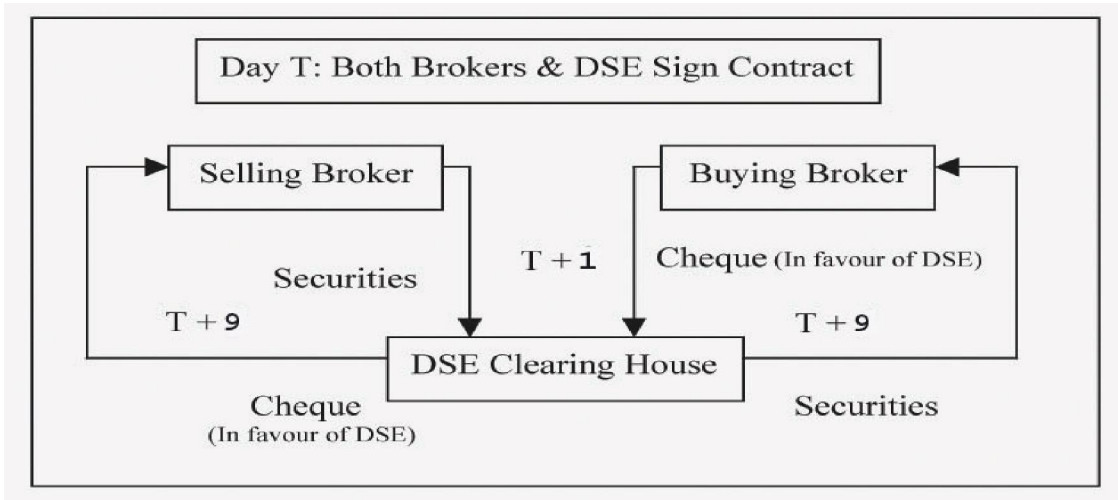 Day T: Both Brokers & DSE Sign Contract
Selling Broker
Buying Broker
T + 1
Cheque (In favour of DSE)
Securities
T + 9
T + 9
DSE Clearing House
Cheque
(In favour of DSE)
Securities